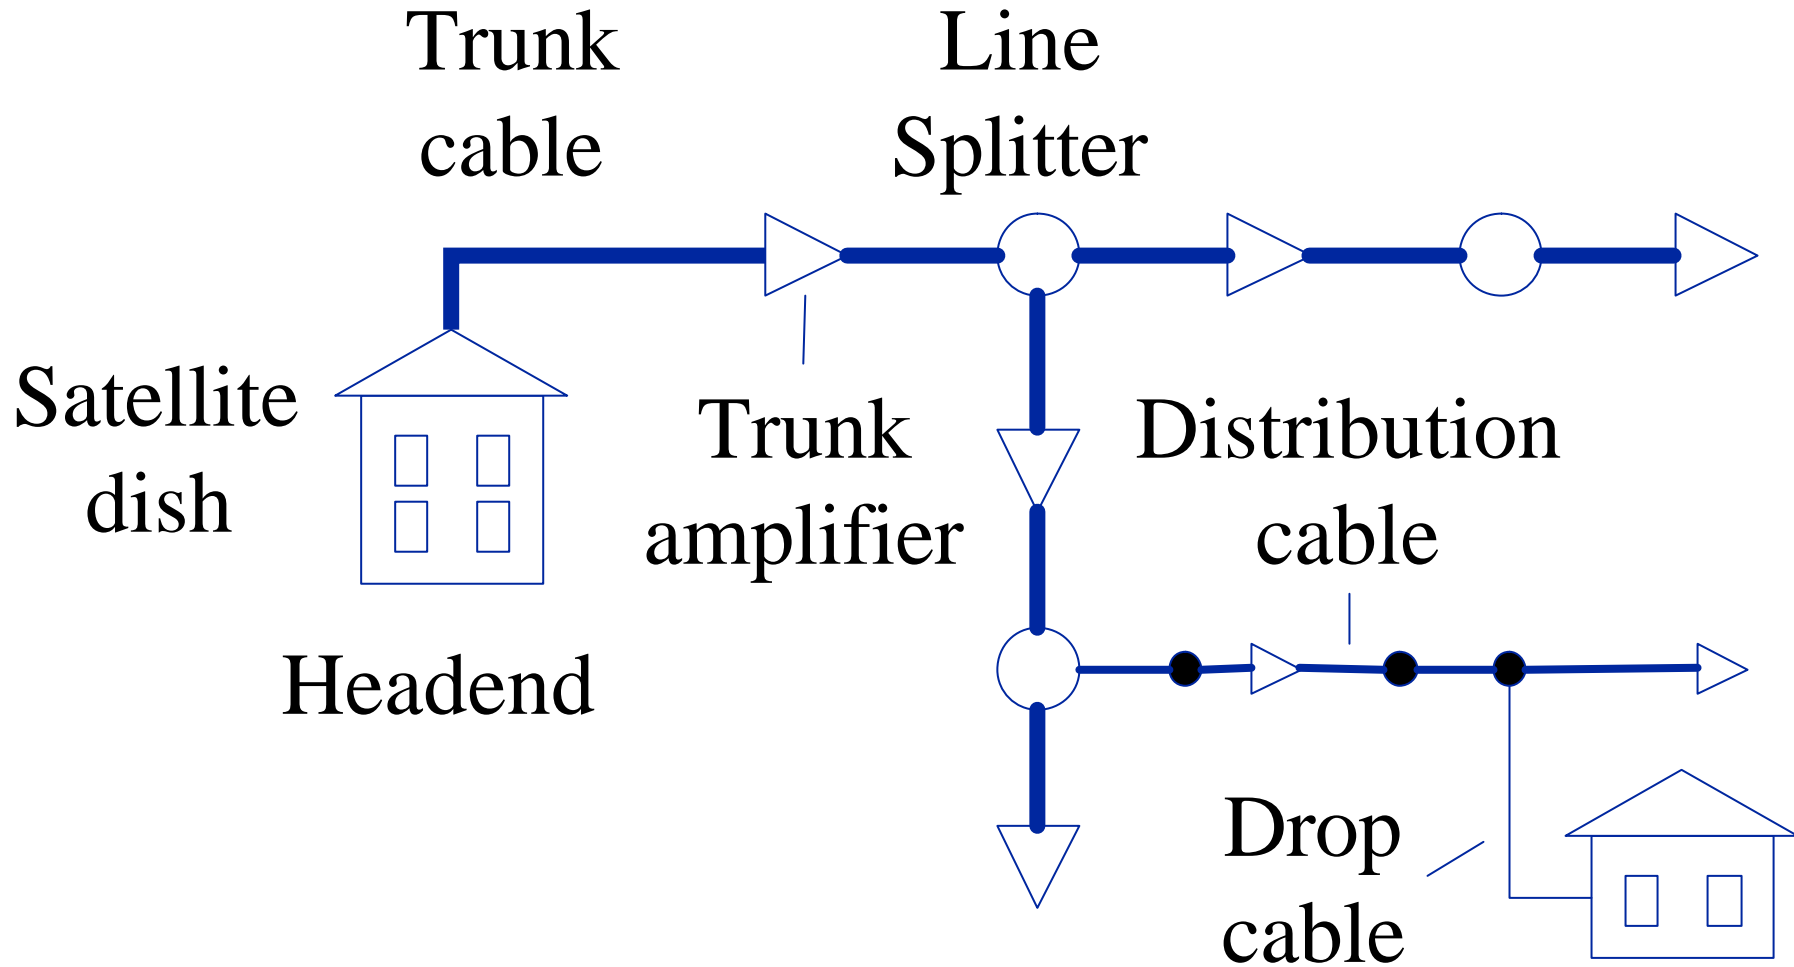 Trunk
cable
Line
Splitter
Satellite
dish
Trunk
amplifier
Distribution
cable
Headend
Drop
cable